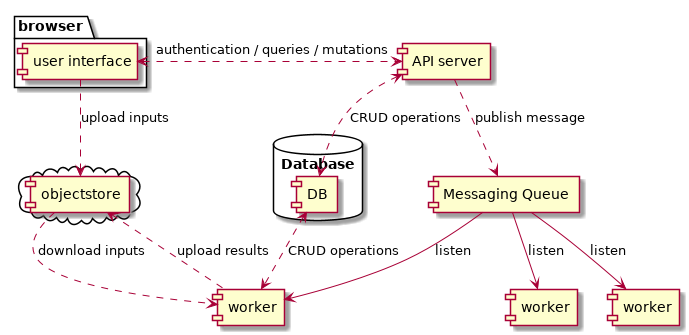 browser
user interface
authentication / queries / mutations
API server
upload inputs
CRUD operations
publish message
Database
objectstore
DB
Messaging Queue
download inputs
upload results
CRUD operations
listen
listen
listen
worker
worker
worker